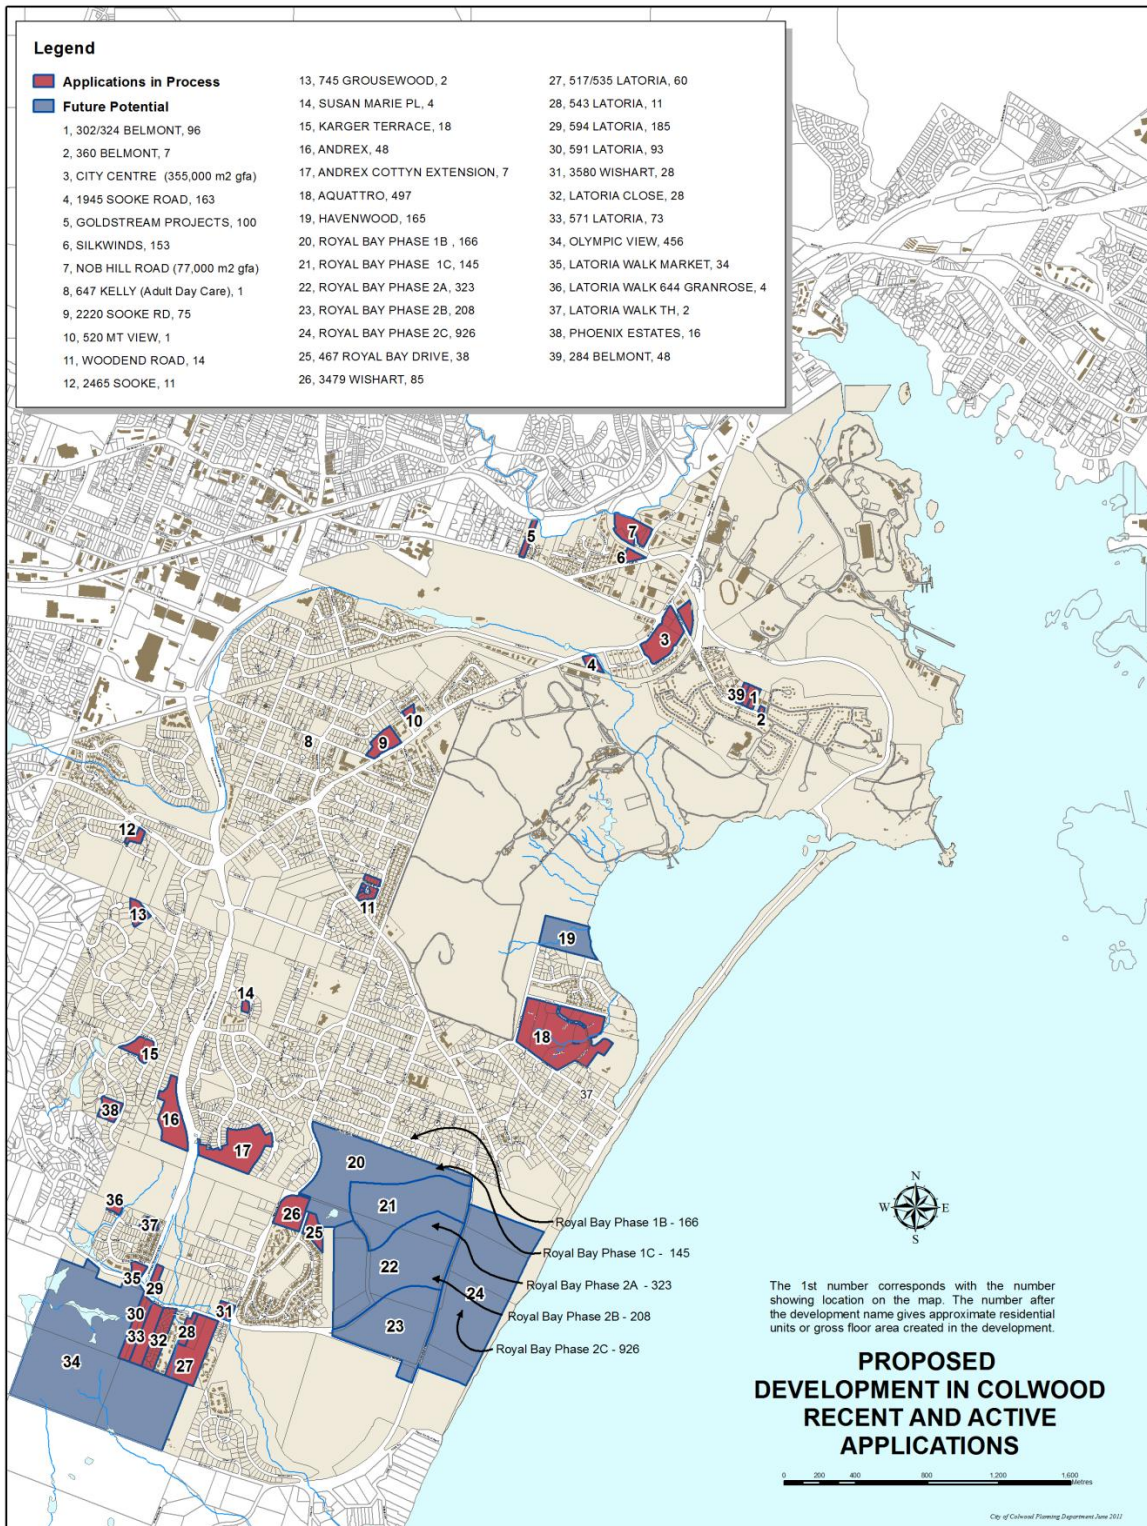 Legend
Applications in Process
Future Potential
1, 302/324 BELMONT, 96
2, 360 BELMONT, 7
3, CITY CENTRE (355,000 m2 gfa)
4, 1945 SOOKE ROAD, 163
5, GOLDSTREAM PROJECTS, 100
6, SILKWINDS, 153
7, NOB HILL ROAD (77,000 m2 gfa)
8, 647 KELLY (Adult Day Care), 1
9, 2220 SOOKE RD, 75
10, 520 MT VIEW, 1
11, WOODEND ROAD, 14
12, 2465 SOOKE, 11
13, 745 GROUSEWOOD, 2
14, SUSAN MARIE PL, 4
15, KARGER TERRACE, 18
16, ANDREX, 48
17, ANDREX COTTYN EXTENSION, 7
18, AQUATTRO, 497
19, HAVENWOOD, 165
20, ROYAL BAY PHASE 1B , 166
21, ROYAL BAY PHASE 1C, 145
22, ROYAL BAY PHASE 2A, 323
23, ROYAL BAY PHASE 2B, 208
24, ROYAL BAY PHASE 2C, 926
25, 467 ROYAL BAY DRIVE, 38
26, 3479 WISHART, 85
27, 517/535 LATORIA, 60
28, 543 LATORIA, 11
29, 594 LATORIA, 185
30, 591 LATORIA, 93
31, 3580 WISHART, 28
32, LATORIA CLOSE, 28
33, 571 LATORIA, 73
34, OLYMPIC VIEW, 456
35, LATORIA WALK MARKET, 34
36, LATORIA WALK 644 GRANROSE, 4
37, LATORIA WALK TH, 2
38, PHOENIX ESTATES, 16
39, 284 BELMONT, 48
5
7
6
3
4
39
1
2
10
9
8
12
11
13
19
14
18
15
37
38
16
17
20
36
21
26
25
37
22
24
35
29
30
31
28
33
32
23
34
27
Royal Bay Phase 1B - 166
Royal Bay Phase 1C - 145
Royal Bay Phase 2A - 323
Royal Bay Phase 2B - 208
Royal Bay Phase 2C - 926
N
W
E
S
The 1st number corresponds with the number
showing location on the map. The number after
the development name gives approximate residential
units or gross floor area created in the development.
PROPOSED
DEVELOPMENT IN COLWOOD
RECENT AND ACTIVE
APPLICATIONS
0 200 400 800 1,200 1,600
Metres
City of Colwood Planning Department June 2011